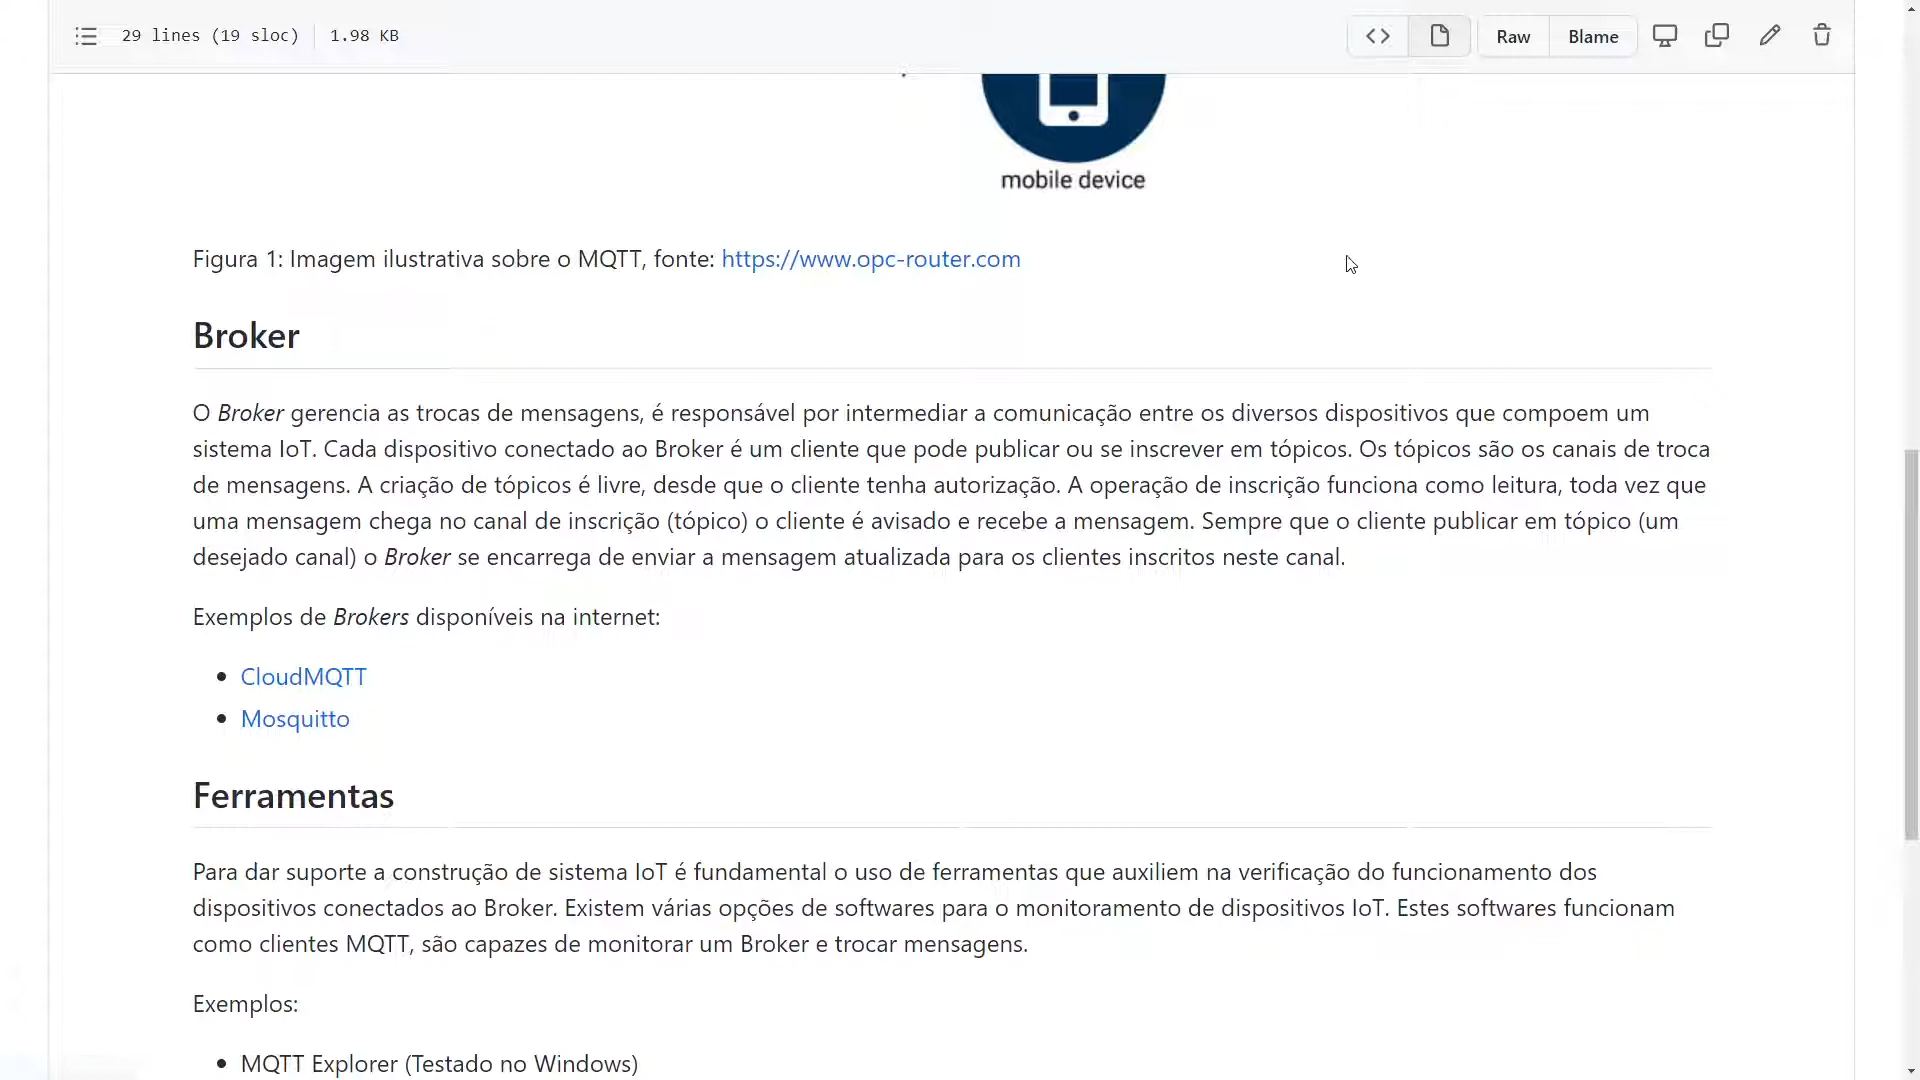 29 lines (19 sloc) 1.98 KB
Raw Blame
mobile device
Figura 1: Imagem ilustrativa sobre o MQTT, fonte: https://www.opc-router.com
Broker
O Broker gerencia as trocas de mensagens, é responsável por intermediar a comunicação entre os diversos dispositivos que compoem um
sistema IoT. Cada dispositivo conectado ao Broker é um cliente que pode publicar ou se inscrever em tópicos. Os tópicos são os canais de troca
de mensagens. A criação de tópicos é livre, desde que o cliente tenha autorização. A operação de inscrição funciona como leitura, toda vez que
uma mensagem chega no canal de inscrição (tópico) o cliente é avisado e recebe a mensagem. Sempre que o cliente publicar em tópico (um
desejado canal) o Broker se encarrega de enviar a mensagem atualizada para os clientes inscritos neste canal.
Exemplos de Brokers disponíveis na internet:
CloudMQTT
Mosquitto
Ferramentas
Para dar suporte a construção de sistema IoT é fundamental o uso de ferramentas que auxiliem na verificação do funcionamento dos
dispositivos conectados ao Broker. Existem várias opções de softwares para o monitoramento de dispositivos IoT. Estes softwares funcionam
como clientes MQTT, são capazes de monitorar um Broker e trocar mensagens.
Exemplos:
MQTT Explorer (Testado no Windows)